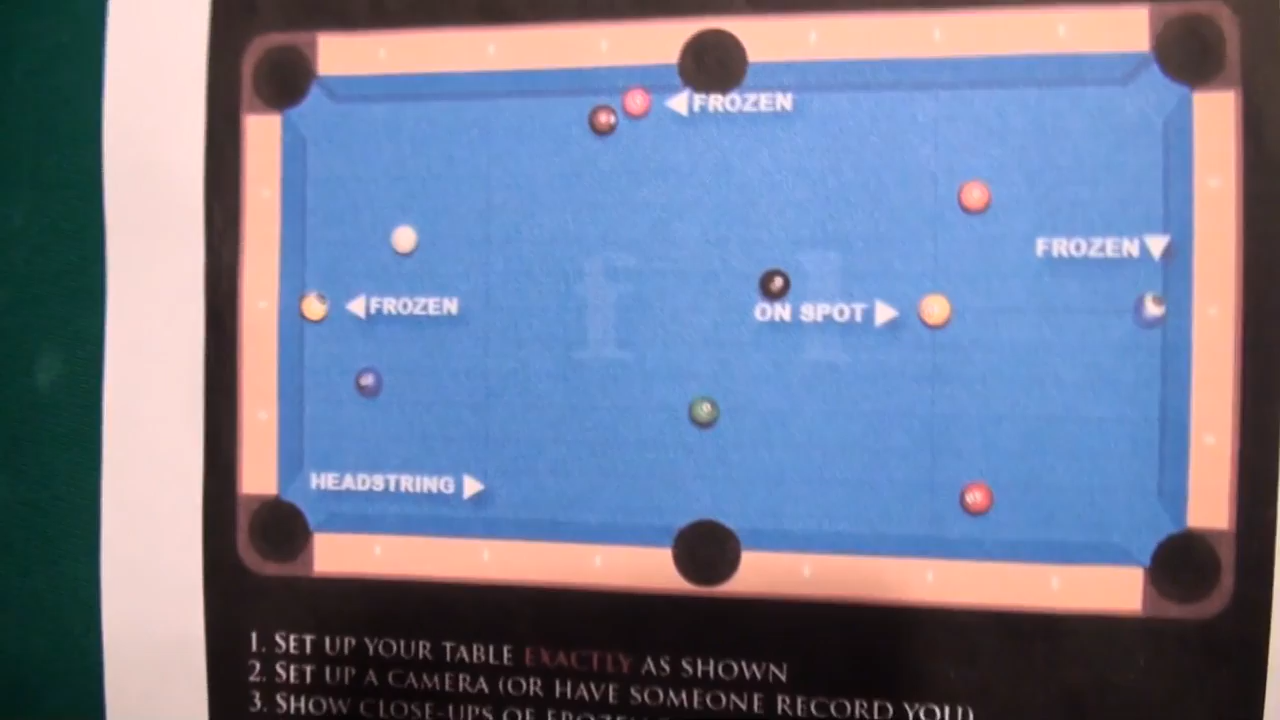 FROZEN
FROZEN
FROZEN
ON SPOT
HEADSTRING
1. SET UP YOUR TABLE EXACTLY AS SHOWN
2. SET UP A CAMERA (OR HAVE SOMEONE RECORD YOU)
3. SHOW CLOSE-UPS OF FROZEN